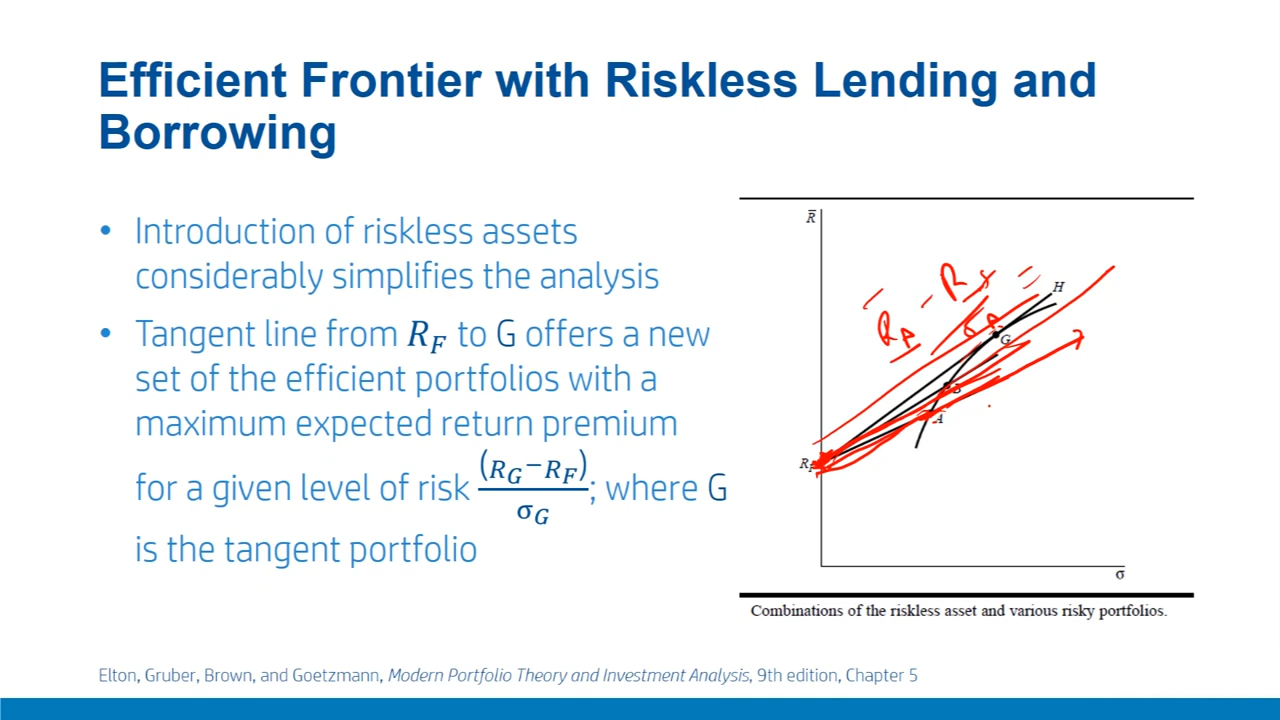 Efficient Frontier with Riskless Lending and
Borrowing
• Introduction of riskless assets
considerably simplifies the analysis
• Tangent line from R_F to G offers a new
set of the efficient portfolios with a
maximum expected return premium
for a given level of risk (R_G−R_F)/σ_G; where G
is the tangent portfolio
R̄
R̄_A - R_f =
σ_A
H
G
B
A
R_F
σ
Combinations of the riskless asset and various risky portfolios.
Elton, Gruber, Brown, and Goetzmann, Modern Portfolio Theory and Investment Analysis, 9th edition, Chapter 5